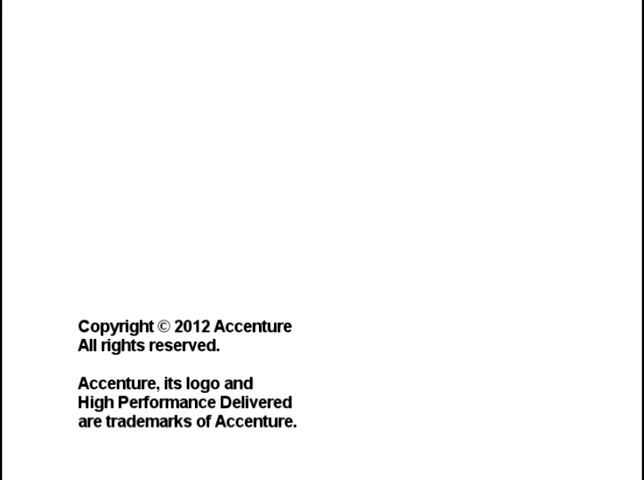 Copyright © 2012 Accenture
All rights reserved.
Accenture, its logo and
High Performance Delivered
are trademarks of Accenture.